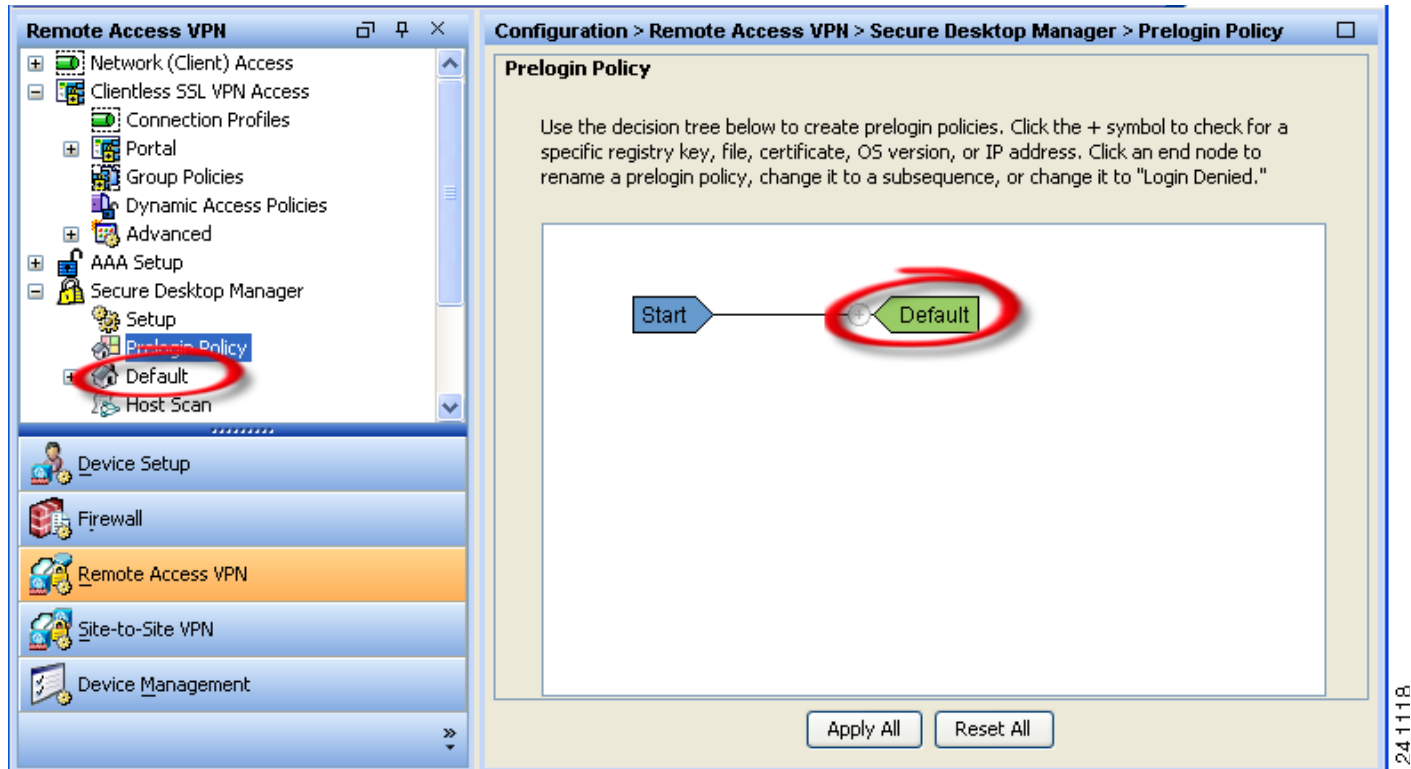 Remote Access VPN
Network (Client) Access
Clientless SSL VPN Access
Connection Profiles
Portal
Group Policies
Dynamic Access Policies
Advanced
AAA Setup
Secure Desktop Manager
Setup
Prelogin Policy
Default
Host Scan
Device Setup
Firewall
Remote Access VPN
Site-to-Site VPN
Device Management
Configuration > Remote Access VPN > Secure Desktop Manager > Prelogin Policy
Prelogin Policy
Use the decision tree below to create prelogin policies. Click the + symbol to check for a
specific registry key, file, certificate, OS version, or IP address. Click an end node to
rename a prelogin policy, change it to a subsequence, or change it to "Login Denied."
Start
Default
Apply All
Reset All
241118